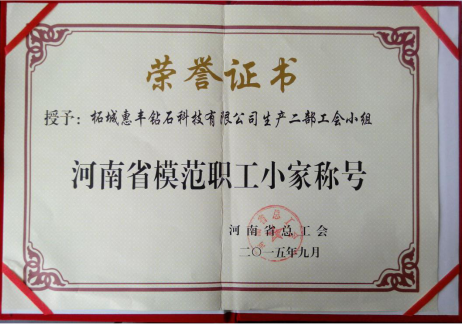 荣誉证书
授予：柘城惠丰钻石科技有限公司生产二部工会小组
河南省模范职工小家称号
河南省总工会
二〇一五年九月